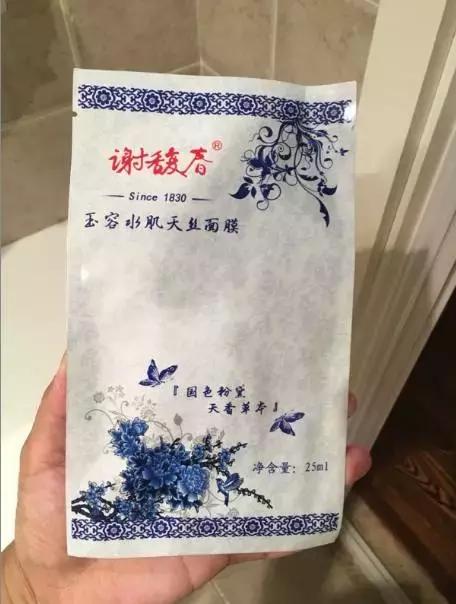 谢馥春®
Since 1830
玉容水肌天丝面膜
『国色粉黛
天香草本』
净含量：25ml